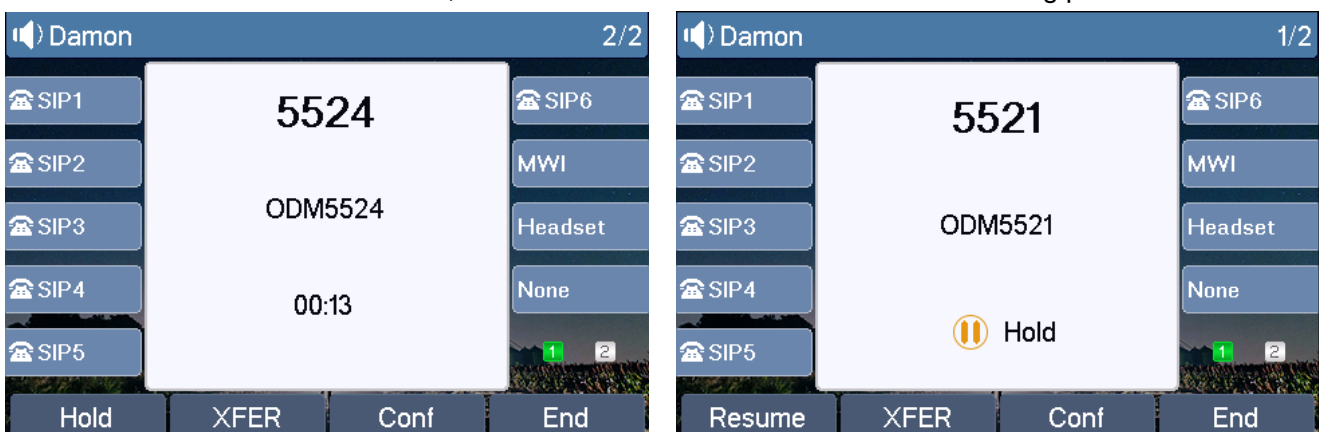 Damon 2/2
SIP1
SIP2
SIP3
SIP4
SIP5
5524
ODM5524
00:13
SIP6
MWI
Headset
None
1 2
Hold XFER Conf End
Damon 1/2
SIP1
SIP2
SIP3
SIP4
SIP5
5521
ODM5521
Hold
SIP6
MWI
Headset
None
1 2
Resume XFER Conf End